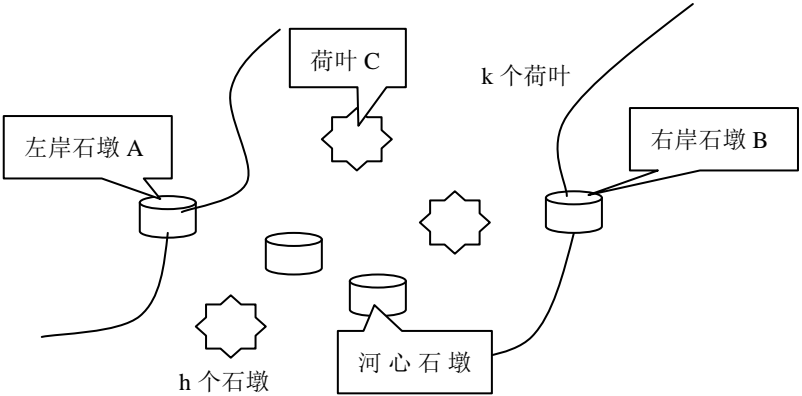 荷叶 C
k 个荷叶
左岸石墩 A
右岸石墩 B
河 心 石 墩
h 个石墩